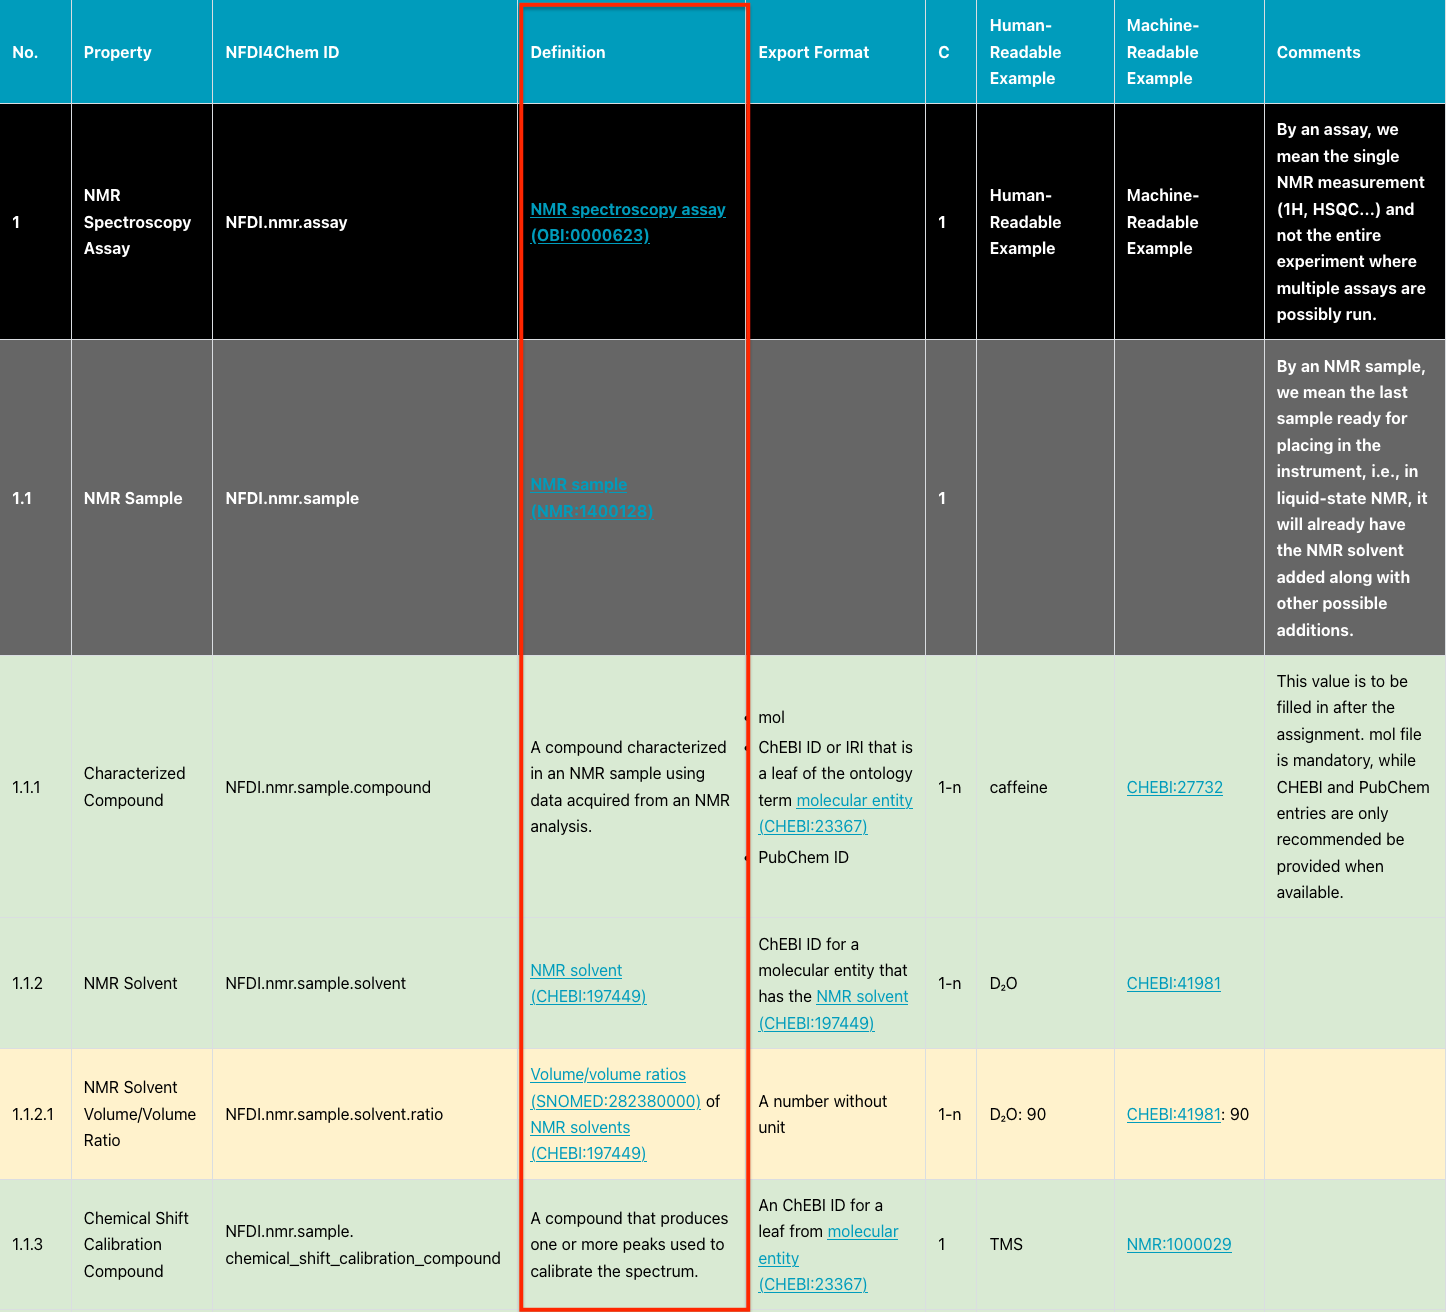 No.
Property
NFDI4Chem ID
Definition
Export Format
C
Human-
Readable
Example
Machine-
Readable
Example
Comments
1
NMR
Spectroscopy
Assay
NFDI.nmr.assay
NMR spectroscopy assay
(OBI:0000623)
1
Human-
Readable
Example
Machine-
Readable
Example
By an assay, we
mean the single
NMR measurement
(1H, HSQC...) and
not the entire
experiment where
multiple assays are
possibly run.
1.1
NMR Sample
NFDI.nmr.sample
NMR sample
(NMR:1400128)
1
By an NMR sample,
we mean the last
sample ready for
placing in the
instrument, i.e., in
liquid-state NMR, it
will already have
the NMR solvent
added along with
other possible
additions.
1.1.1
Characterized
Compound
NFDI.nmr.sample.compound
A compound characterized
in an NMR sample using
data acquired from an NMR
analysis.
• mol
• ChEBI ID or IRI that is
a leaf of the ontology
term molecular entity
(CHEBI:23367)
• PubChem ID
1-n
caffeine
CHEBI:27732
This value is to be
filled in after the
assignment. mol file
is mandatory, while
CHEBI and PubChem
entries are only
recommended be
provided when
available.
1.1.2
NMR Solvent
NFDI.nmr.sample.solvent
NMR solvent
(CHEBI:197449)
ChEBI ID for a
molecular entity that
has the NMR solvent
(CHEBI:197449)
1-n
D₂O
CHEBI:41981
1.1.2.1
NMR Solvent
Volume/Volume
Ratio
NFDI.nmr.sample.solvent.ratio
Volume/volume ratios
(SNOMED:282380000) of
NMR solvents
(CHEBI:197449)
A number without
unit
1-n
D₂O: 90
CHEBI:41981: 90
1.1.3
Chemical Shift
Calibration
Compound
NFDI.nmr.sample.
chemical_shift_calibration_compound
A compound that produces
one or more peaks used to
calibrate the spectrum.
An ChEBI ID for a
leaf from molecular
entity
(CHEBI:23367)
1
TMS
NMR:1000029